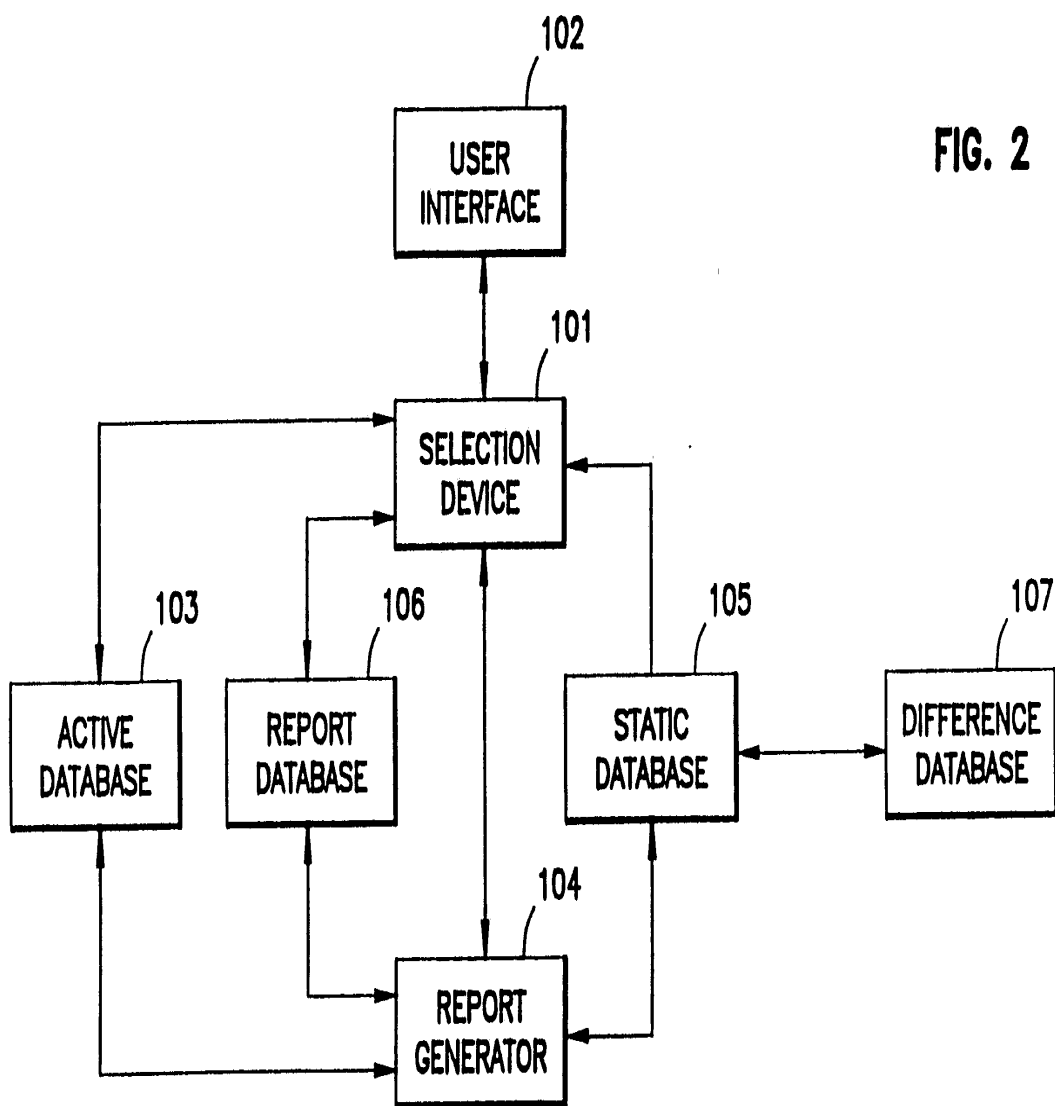 102
FIG. 2
USER
INTERFACE
101
SELECTION
DEVICE
103
106
105
107
ACTIVE
DATABASE
REPORT
DATABASE
STATIC
DATABASE
DIFFERENCE
DATABASE
104
REPORT
GENERATOR